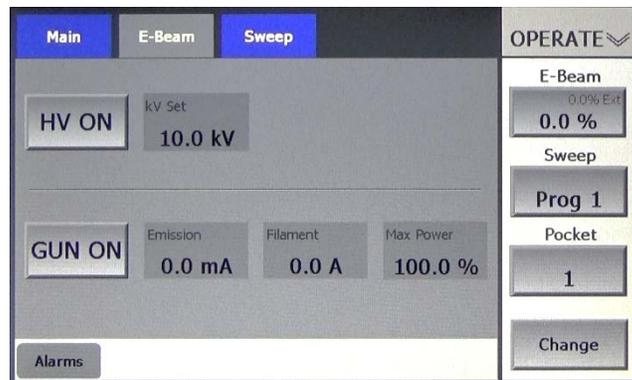 Main E-Beam Sweep
OPERATE
E-Beam
0.0% Ext
0.0 %
HV ON
kV Set
10.0 kV
Sweep
Prog 1
Pocket
1
GUN ON
Emission Filament Max Power
0.0 mA 0.0 A 100.0 %
Change
Alarms